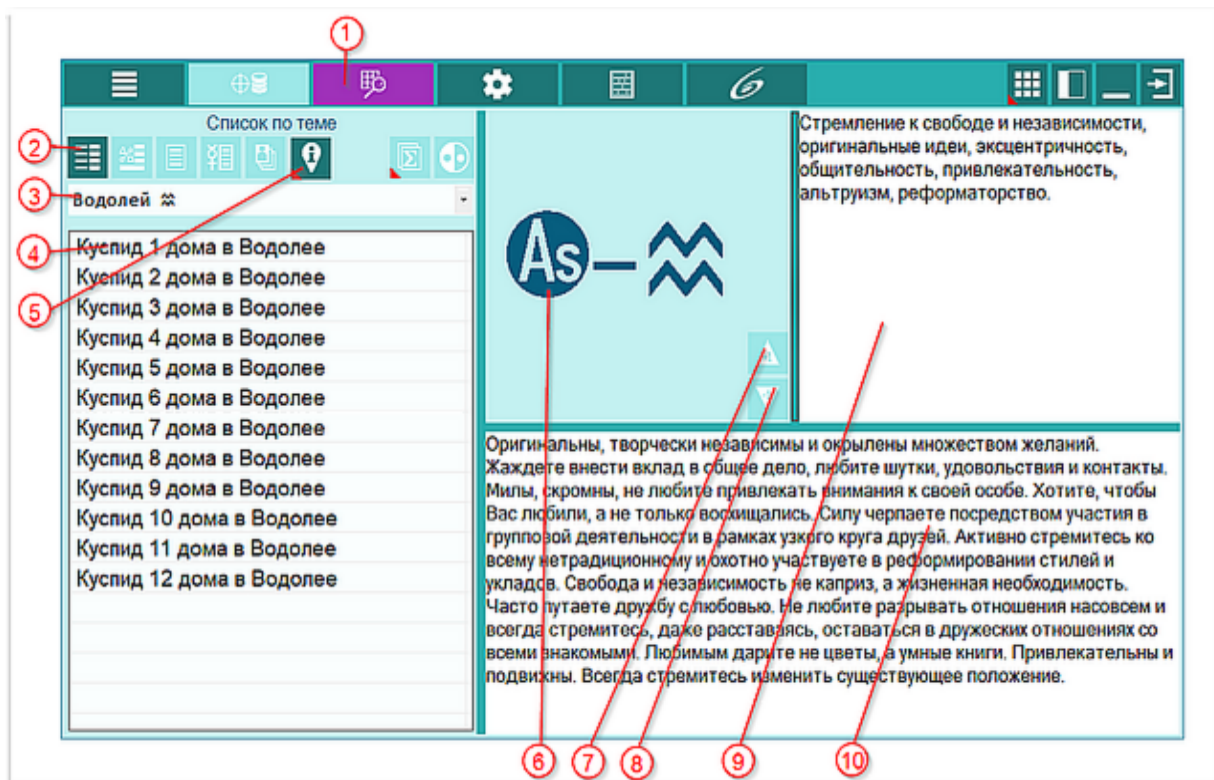 1
Список по теме
2
3
Водолей ♒
4
Куспид 1 дома в Водолее
Куспид 2 дома в Водолее
5
Куспид 3 дома в Водолее
Куспид 4 дома в Водолее
Куспид 5 дома в Водолее
Куспид 6 дома в Водолее
Куспид 7 дома в Водолее
Куспид 8 дома в Водолее
Куспид 9 дома в Водолее
Куспид 10 дома в Водолее
Куспид 11 дома в Водолее
Куспид 12 дома в Водолее
As
Стремление к свободе и независимости,
оригинальные идеи, эксцентричность,
общительность, привлекательность,
альтруизм, реформаторство.
Оригинальны, творчески независимы и окрылены множеством желаний.
Жаждете внести вклад в общее дело, любите шутки, удовольствия и контакты.
Милы, скромны, не любите привлекать внимания к своей особе. Хотите, чтобы
Вас любили, а не только восхищались. Силу черпаете посредством участия в
групповой деятельности в рамках узкого круга друзей. Активно стремитесь ко
всему нетрадиционному и охотно участвуете в реформировании стилей и
укладов. Свобода и независимость не каприз, а жизненная необходимость.
Часто путаете дружбу с любовью. Не любите разрывать отношения насовсем и
всегда стремитесь, даже расставаясь, оставаться в дружеских отношениях со
всеми знакомыми. Любимым дарите не цветы, а умные книги. Привлекательны и
подвижны. Всегда стремитесь изменить существующее положение.
6 7 8 9 10